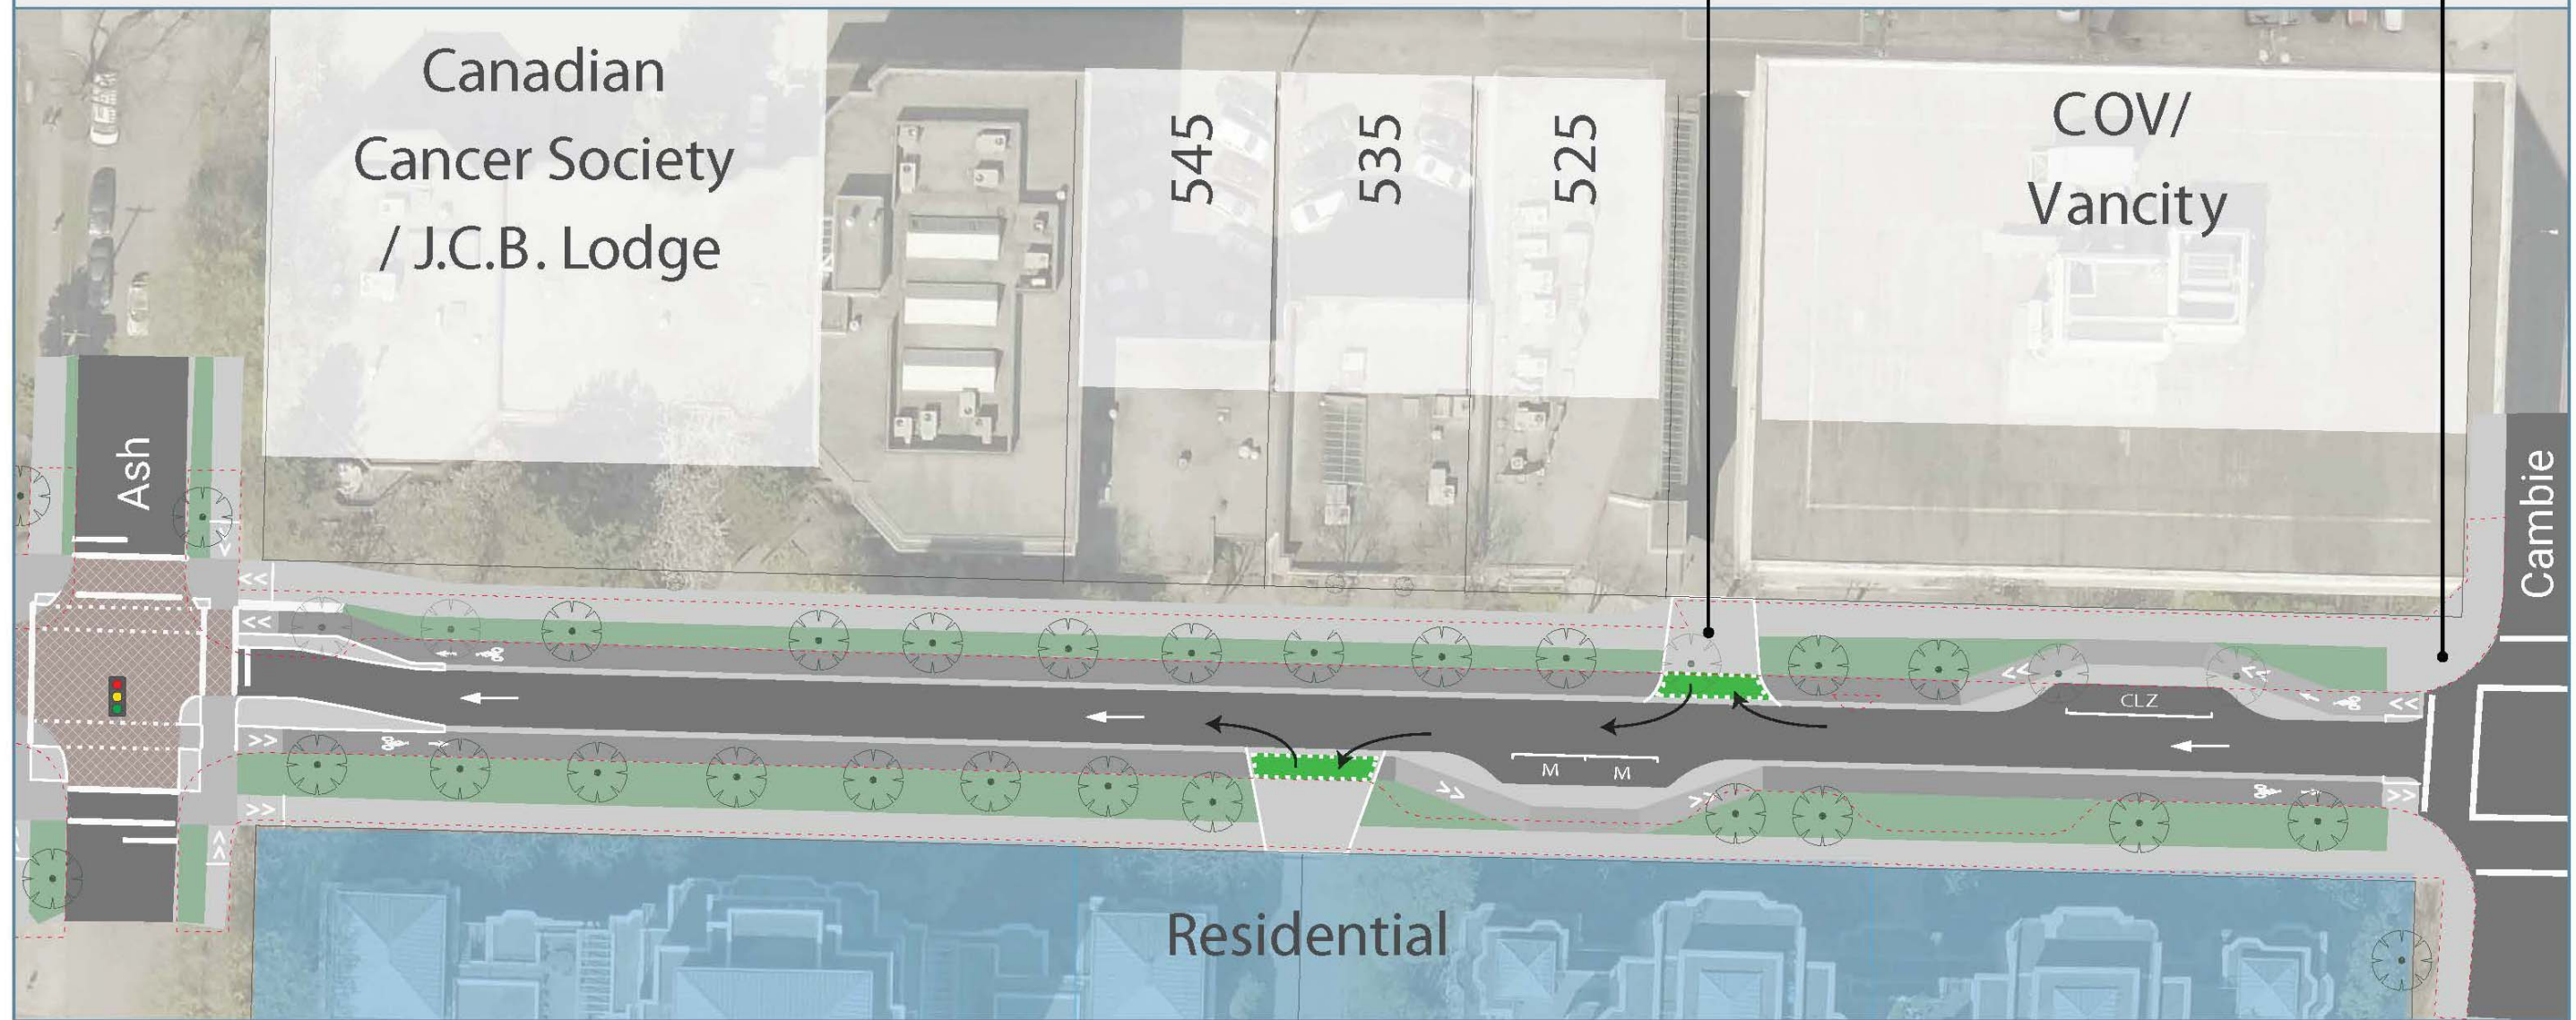 Canadian
Cancer Society
/ J.C.B. Lodge
545
535
525
COV/
Vancity
Ash
Cambie
CLZ
M
M
Residential